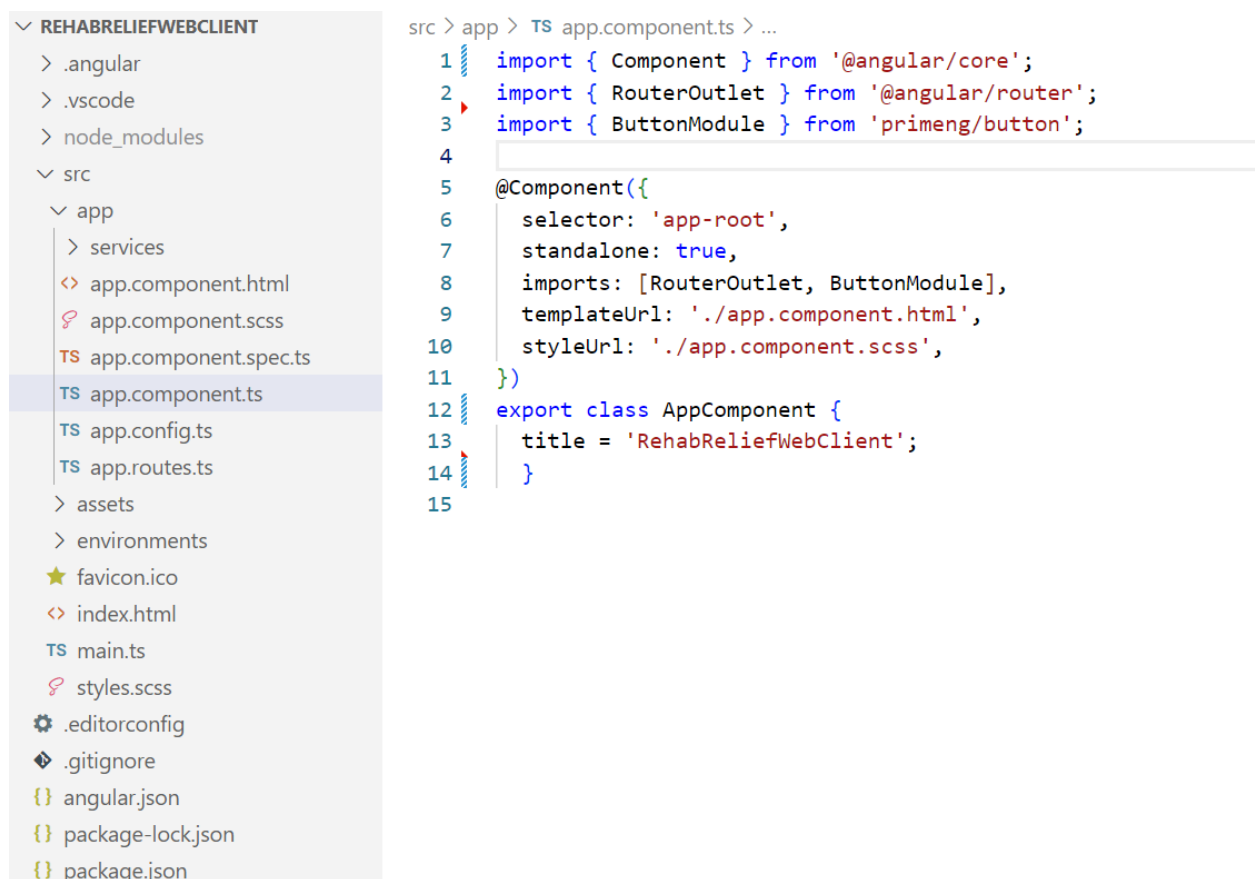 REHABRELIEFWEBCLIENT
.angular
.vscode
node_modules
src
app
services
app.component.html
app.component.scss
TS app.component.spec.ts
TS app.component.ts
TS app.config.ts
TS app.routes.ts
assets
environments
favicon.ico
index.html
TS main.ts
styles.scss
.editorconfig
.gitignore
{} angular.json
{} package-lock.json
{} package.json
src > app > TS app.component.ts > ...
1 import { Component } from '@angular/core';
2 import { RouterOutlet } from '@angular/router';
3 import { ButtonModule } from 'primeng/button';
4
5 @Component({
6 selector: 'app-root',
7 standalone: true,
8 imports: [RouterOutlet, ButtonModule],
9 templateUrl: './app.component.html',
10 styleUrl: './app.component.scss',
11 })
12 export class AppComponent {
13 title = 'RehabReliefWebClient';
14 }
15